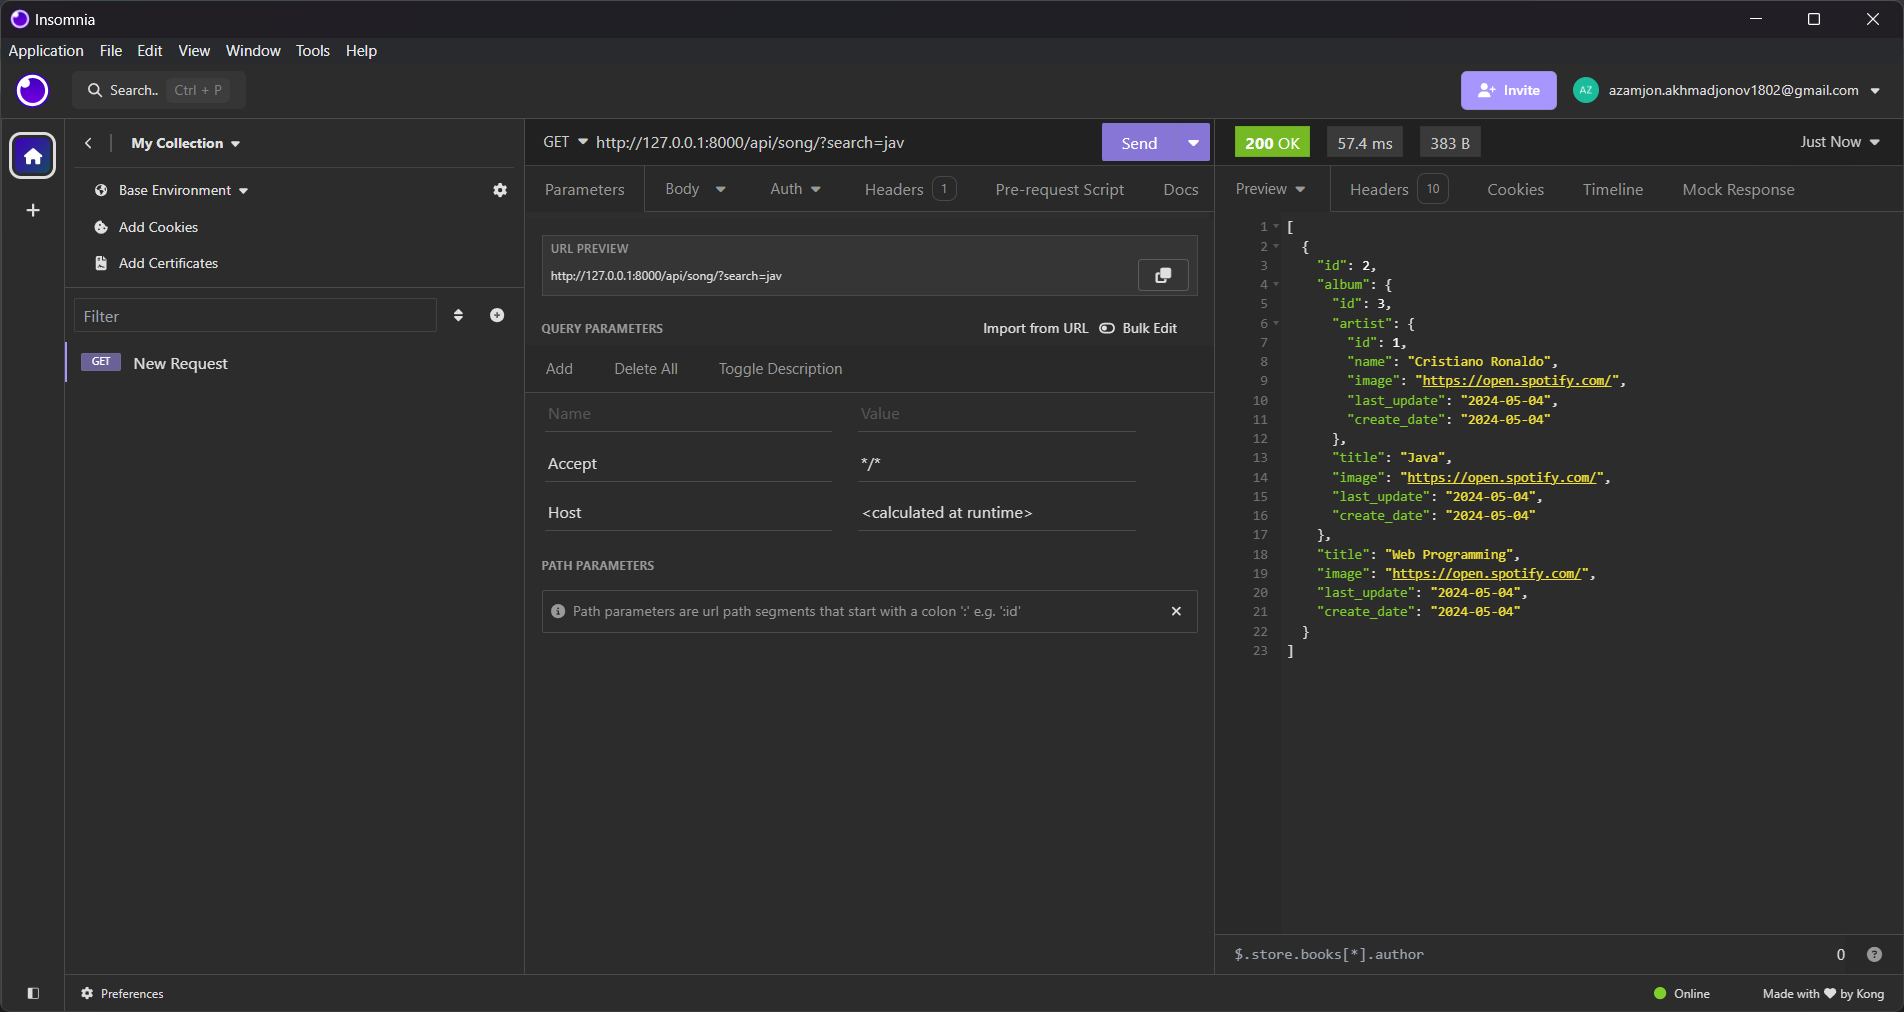 Insomnia
Application File Edit View Window Tools Help
Search.. Ctrl + P
Invite AZ azamjon.akhmadjonov1802@gmail.com
My Collection
Base Environment
Add Cookies
Add Certificates
Filter
GET New Request
Preferences
GET http://127.0.0.1:8000/api/song/?search=jav Send
Parameters Body Auth Headers 1 Pre-request Script Docs
URL PREVIEW
http://127.0.0.1:8000/api/song/?search=jav
QUERY PARAMETERS Import from URL Bulk Edit
Add Delete All Toggle Description
Name Value
Accept */*
Host <calculated at runtime>
PATH PARAMETERS
Path parameters are url path segments that start with a colon ':' e.g. ':id'
200 OK 57.4 ms 383 B Just Now
Preview Headers 10 Cookies Timeline Mock Response
1 [
2 {
3 "id": 2,
4 "album": {
5 "id": 3,
6 "artist": {
7 "id": 1,
8 "name": "Cristiano Ronaldo",
9 "image": "https://open.spotify.com/",
10 "last_update": "2024-05-04",
11 "create_date": "2024-05-04"
12 },
13 "title": "Java",
14 "image": "https://open.spotify.com/",
15 "last_update": "2024-05-04",
16 "create_date": "2024-05-04"
17 },
18 "title": "Web Programming",
19 "image": "https://open.spotify.com/",
20 "last_update": "2024-05-04",
21 "create_date": "2024-05-04"
22 }
23 ]
$.store.books[*].author 0 ?
Online Made with ♥ by Kong